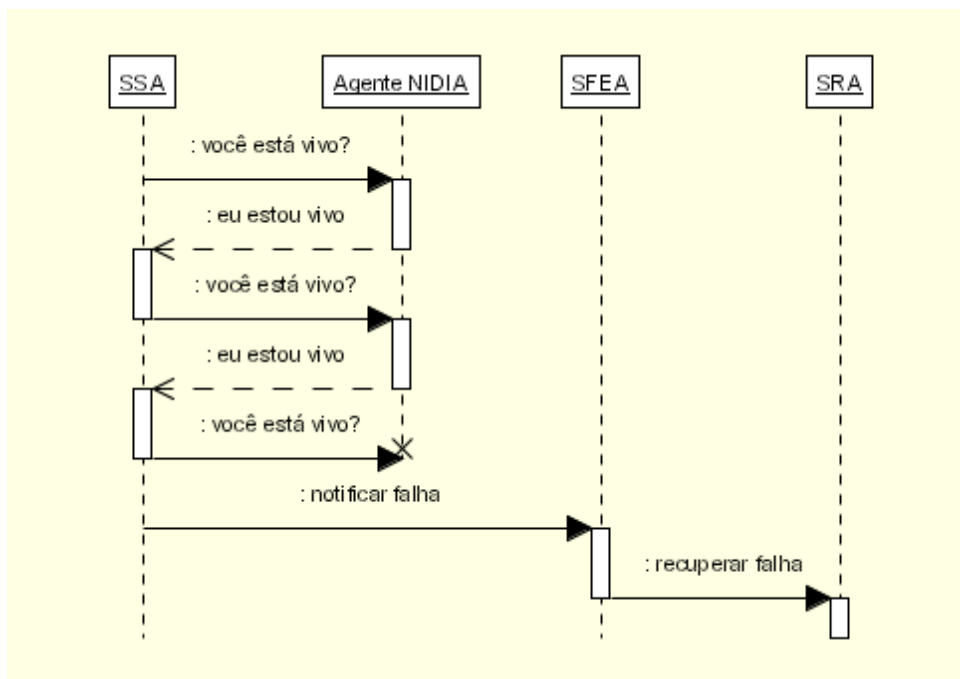 SSA
Agente NIDIA
SFEA
SRA
: você está vivo?
: eu estou vivo
: você está vivo?
: eu estou vivo
: você está vivo?
: notificar falha
: recuperar falha